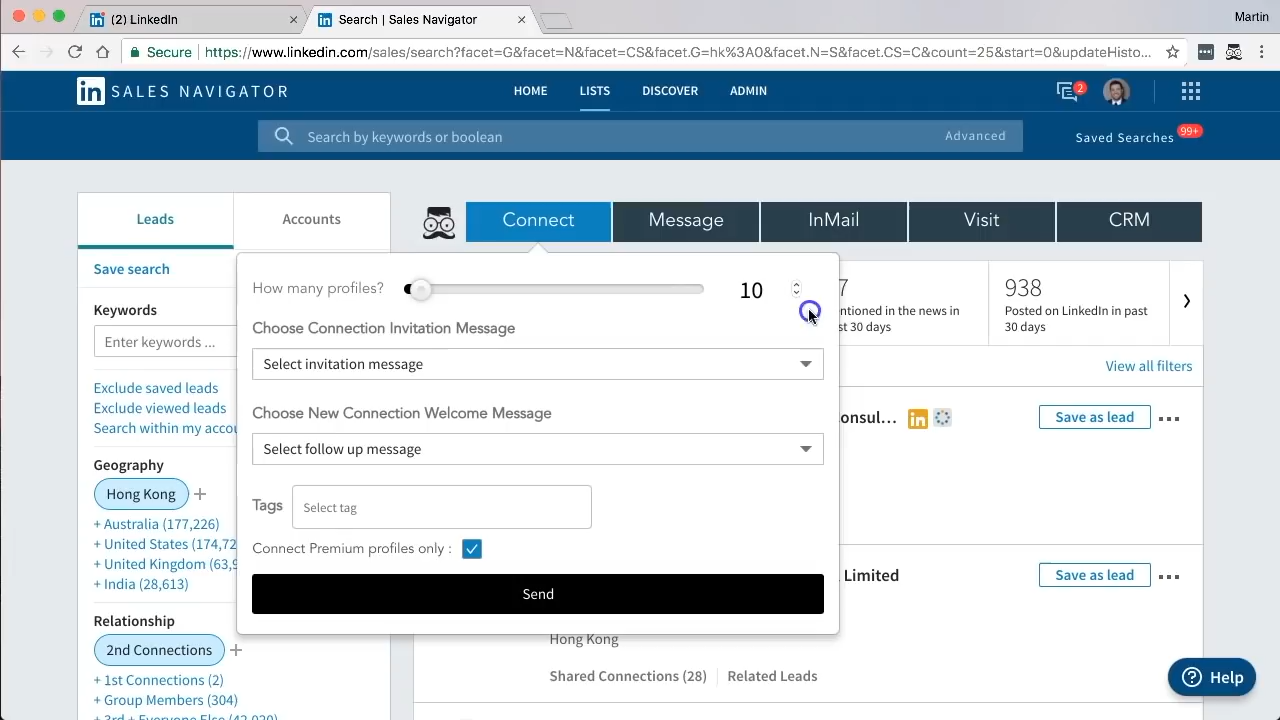 (2) LinkedIn
Search | Sales Navigator
Martin
Secure
https://www.linkedin.com/sales/search?facet=G&facet=N&facet=CS&facet.G=hk%3A0&facet.N=S&facet.CS=C&count=25&start=0&updateHisto...
in SALES NAVIGATOR
HOME
LISTS
DISCOVER
ADMIN
2
Search by keywords or boolean
Advanced
Saved Searches
99+
Leads
Accounts
Connect
Message
InMail
Visit
CRM
Save search
Keywords
Enter keywords ...
Exclude saved leads
Exclude viewed leads
Search within my accou
Geography
Hong Kong
+ Australia (177,226)
+ United States (174,72
+ United Kingdom (63,9
+ India (28,613)
Relationship
2nd Connections
+ 1st Connections (2)
+ Group Members (304)
+ 3rd + Everyone Else (42,020)
How many profiles?
10
Choose Connection Invitation Message
Select invitation message
Choose New Connection Welcome Message
Select follow up message
Tags
Select tag
Connect Premium profiles only :
Send
7
entioned in the news in
st 30 days
938
Posted on LinkedIn in past
30 days
View all filters
onsul...
in
Save as lead
Limited
Save as lead
Hong Kong
Shared Connections (28)
Related Leads
Help